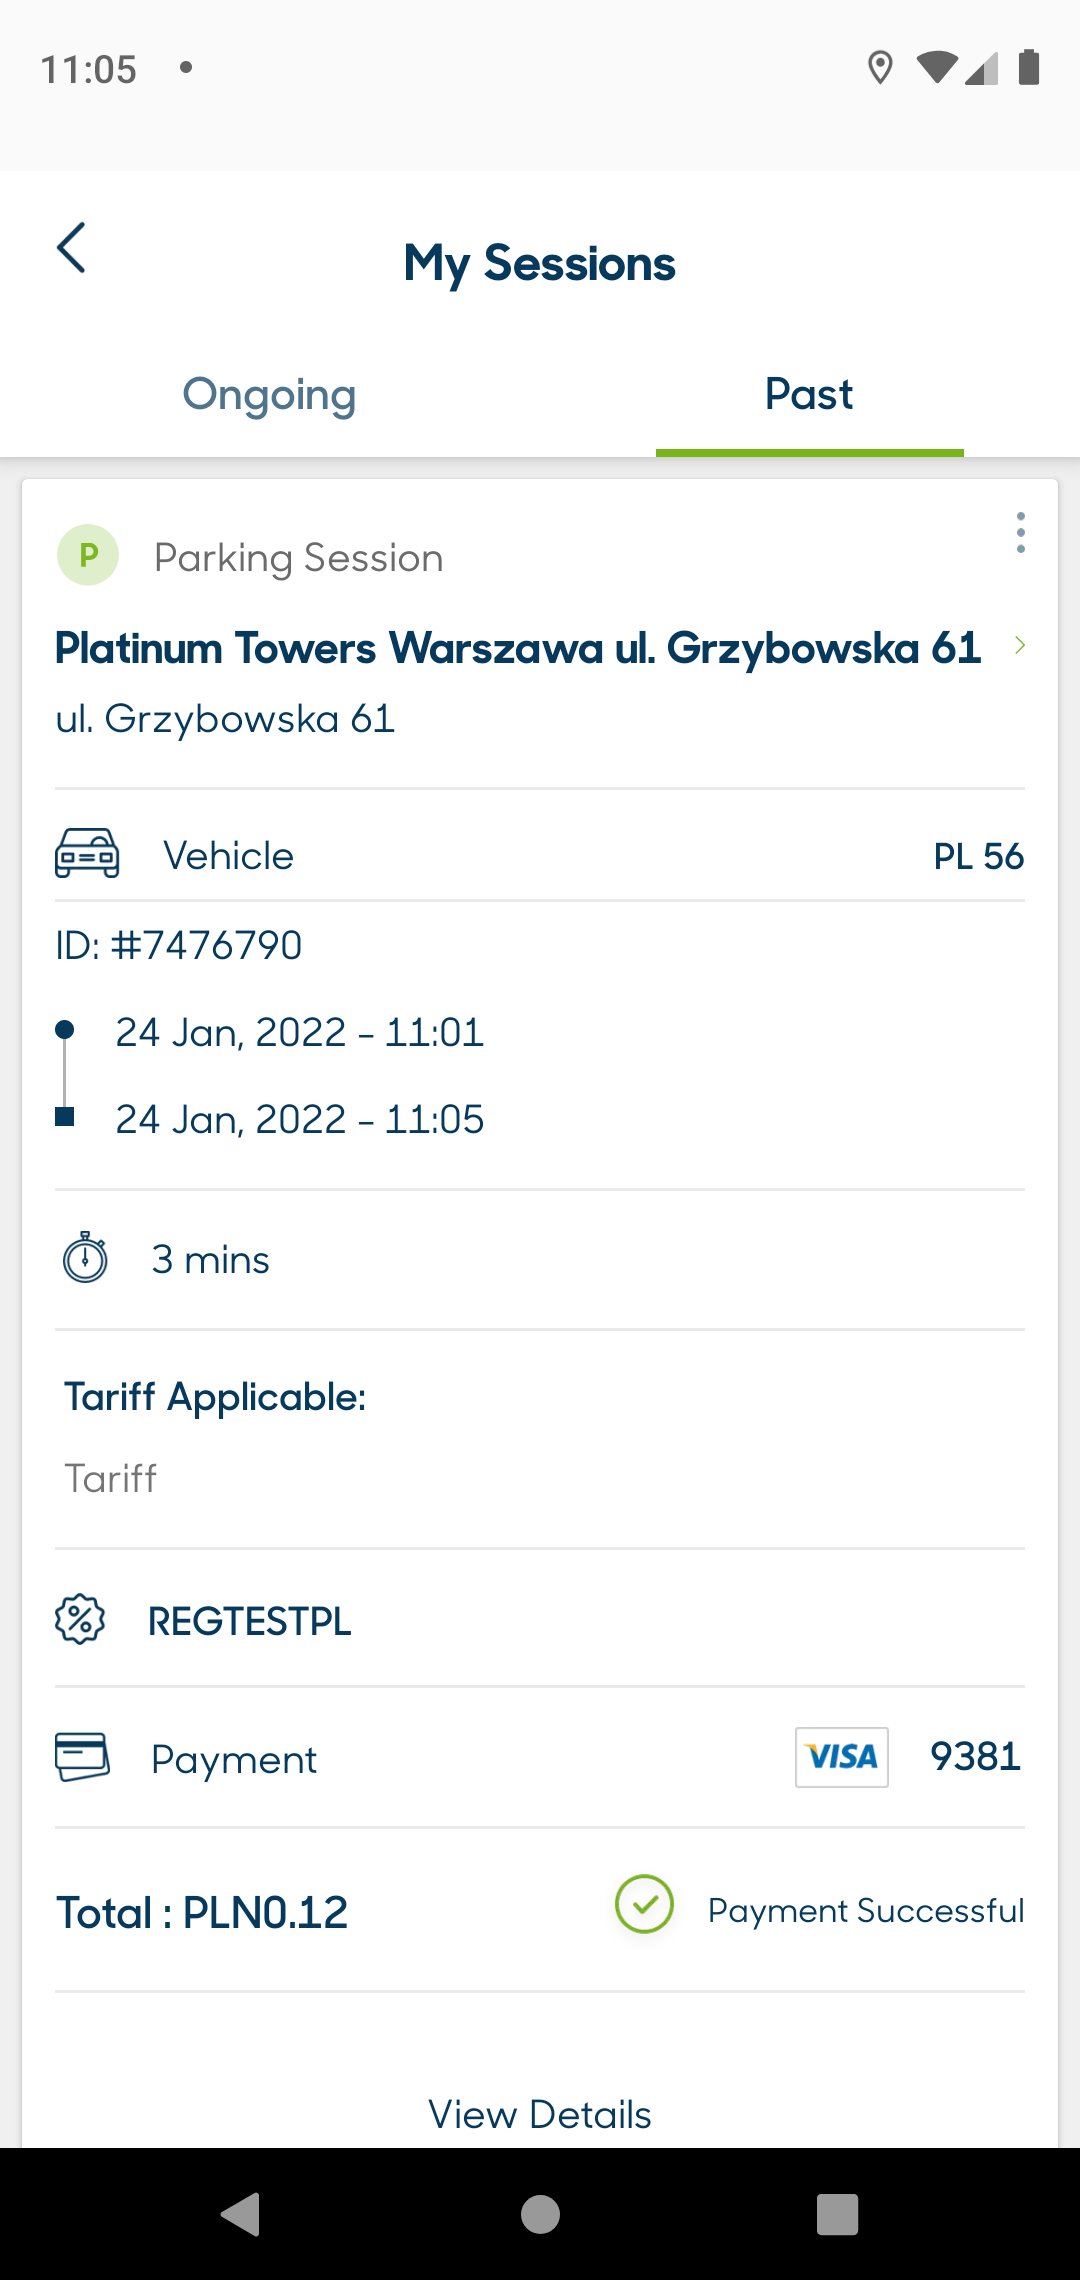 11:05
My Sessions
Ongoing Past
P Parking Session
Platinum Towers Warszawa ul. Grzybowska 61
ul. Grzybowska 61
Vehicle PL 56
ID: #7476790
24 Jan, 2022 - 11:01
24 Jan, 2022 - 11:05
3 mins
Tariff Applicable:
Tariff
REGTESTPL
Payment VISA 9381
Total : PLN0.12 Payment Successful
View Details